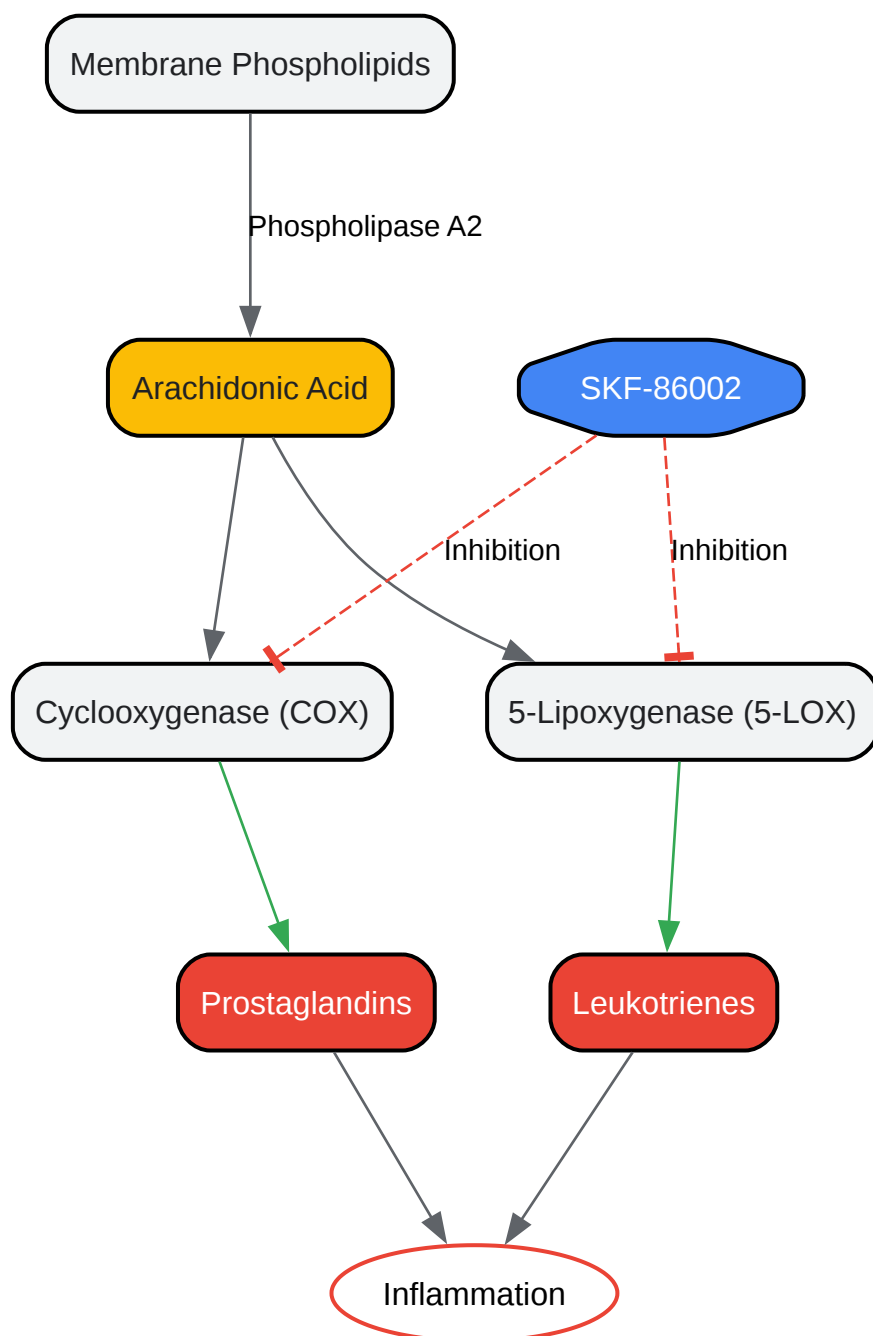 Membrane Phospholipids
Phospholipase A2
Arachidonic Acid
SKF-86002
Inhibition
Inhibition
Cyclooxygenase (COX)
5-Lipoxygenase (5-LOX)
Prostaglandins
Leukotrienes
Inflammation